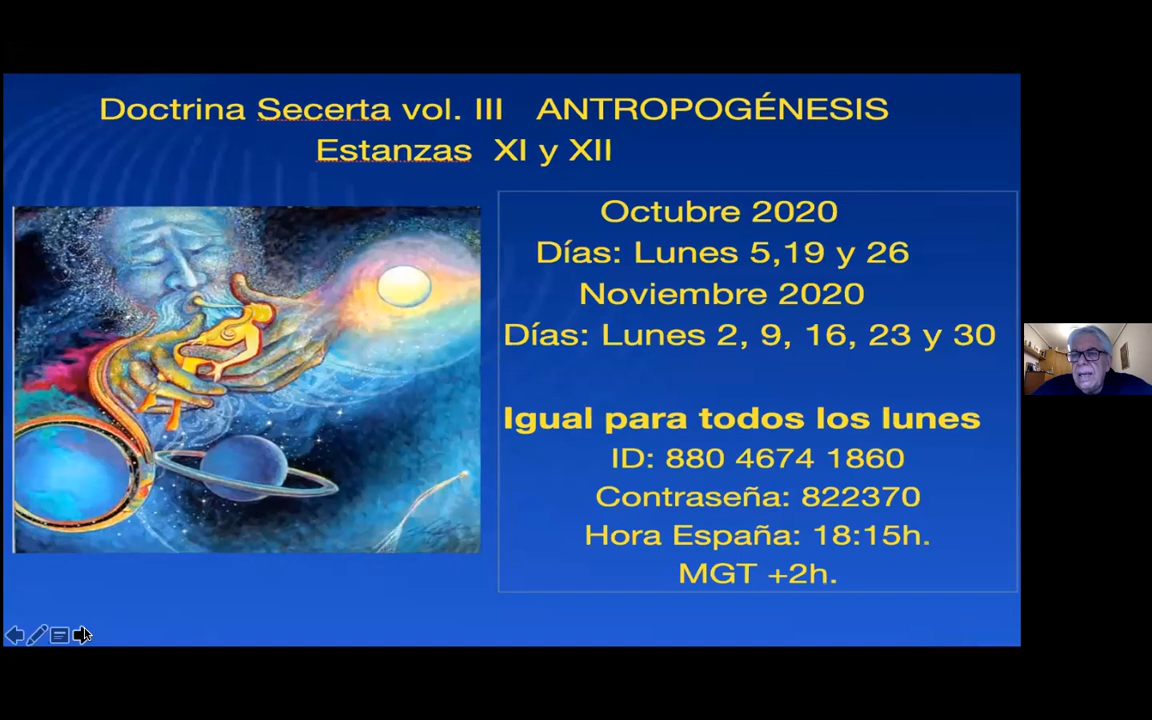 Doctrina Secerta vol. III ANTROPOGÉNESIS
Estanzas XI y XII
Octubre 2020
Días: Lunes 5,19 y 26
Noviembre 2020
Días: Lunes 2, 9, 16, 23 y 30
Igual para todos los lunes
ID: 880 4674 1860
Contraseña: 822370
Hora España: 18:15h.
MGT +2h.